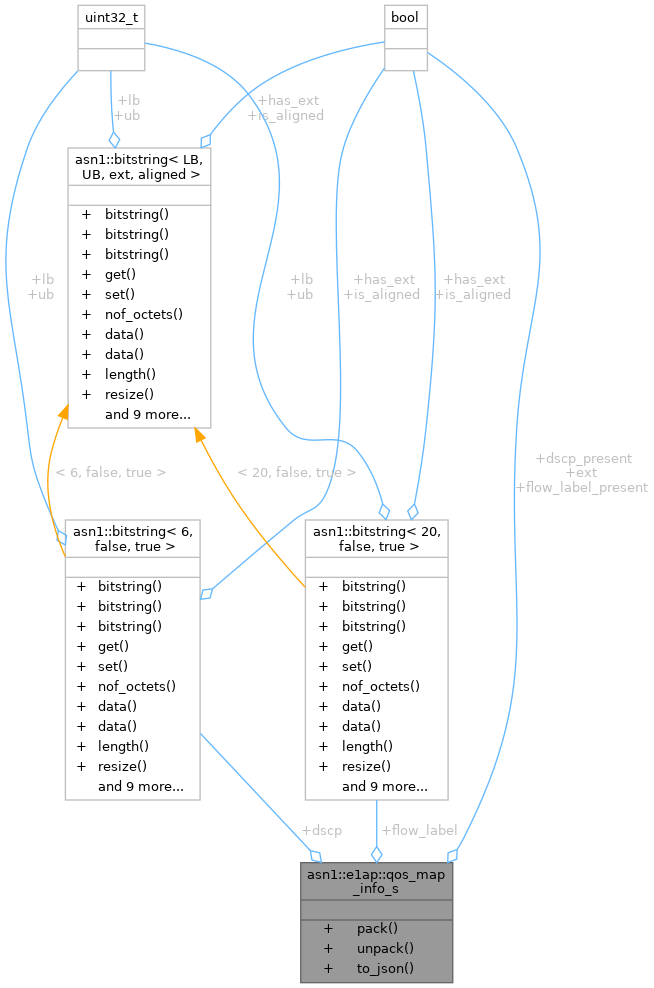 uint32_t
bool
+lb
+ub
+has_ext
+is_aligned
asn1::bitstring< LB,
UB, ext, aligned >
+ bitstring()
+ bitstring()
+ bitstring()
+ get()
+ set()
+ nof_octets()
+ data()
+ data()
+ length()
+ resize()
and 9 more...
+lb
+ub
+lb
+ub
+has_ext
+is_aligned
+has_ext
+is_aligned
< 6, false, true >
< 20, false, true >
+dscp_present
+ext
+flow_label_present
asn1::bitstring< 6,
false, true >
+ bitstring()
+ bitstring()
+ bitstring()
+ get()
+ set()
+ nof_octets()
+ data()
+ data()
+ length()
+ resize()
and 9 more...
asn1::bitstring< 20,
false, true >
+ bitstring()
+ bitstring()
+ bitstring()
+ get()
+ set()
+ nof_octets()
+ data()
+ data()
+ length()
+ resize()
and 9 more...
+dscp
+flow_label
asn1::e1ap::qos_map
_info_s
+ pack()
+ unpack()
+ to_json()